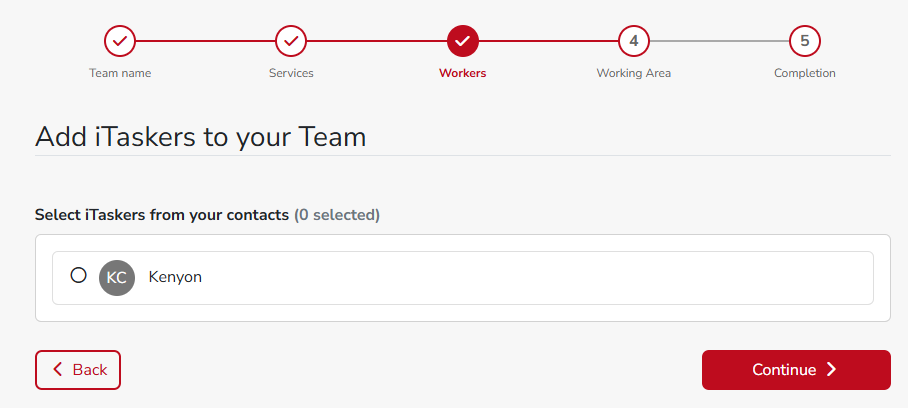 4 5
Team name Services Workers Working Area Completion
Add iTaskers to your Team
Select iTaskers from your contacts (0 selected)
KC Kenyon
Back Continue